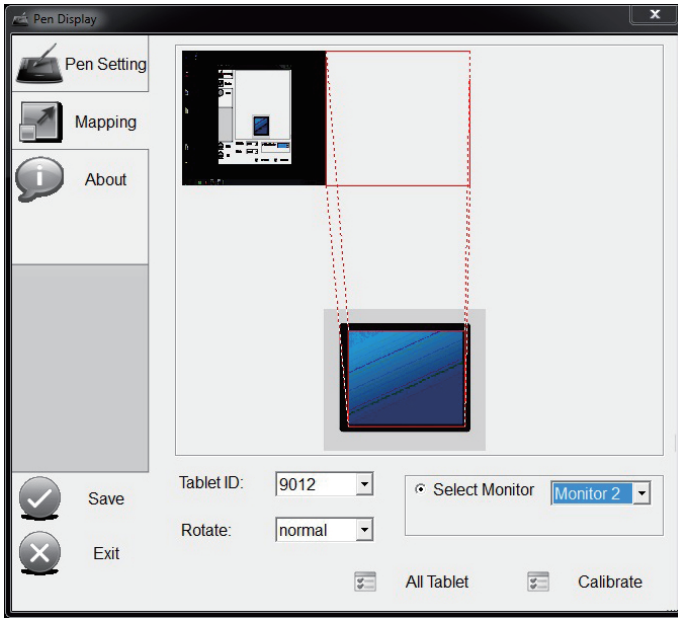 Pen Display
x
Pen Setting
Mapping
About
Tablet ID: 9012
Select Monitor Monitor 2
Rotate: normal
Save
Exit
All Tablet Calibrate